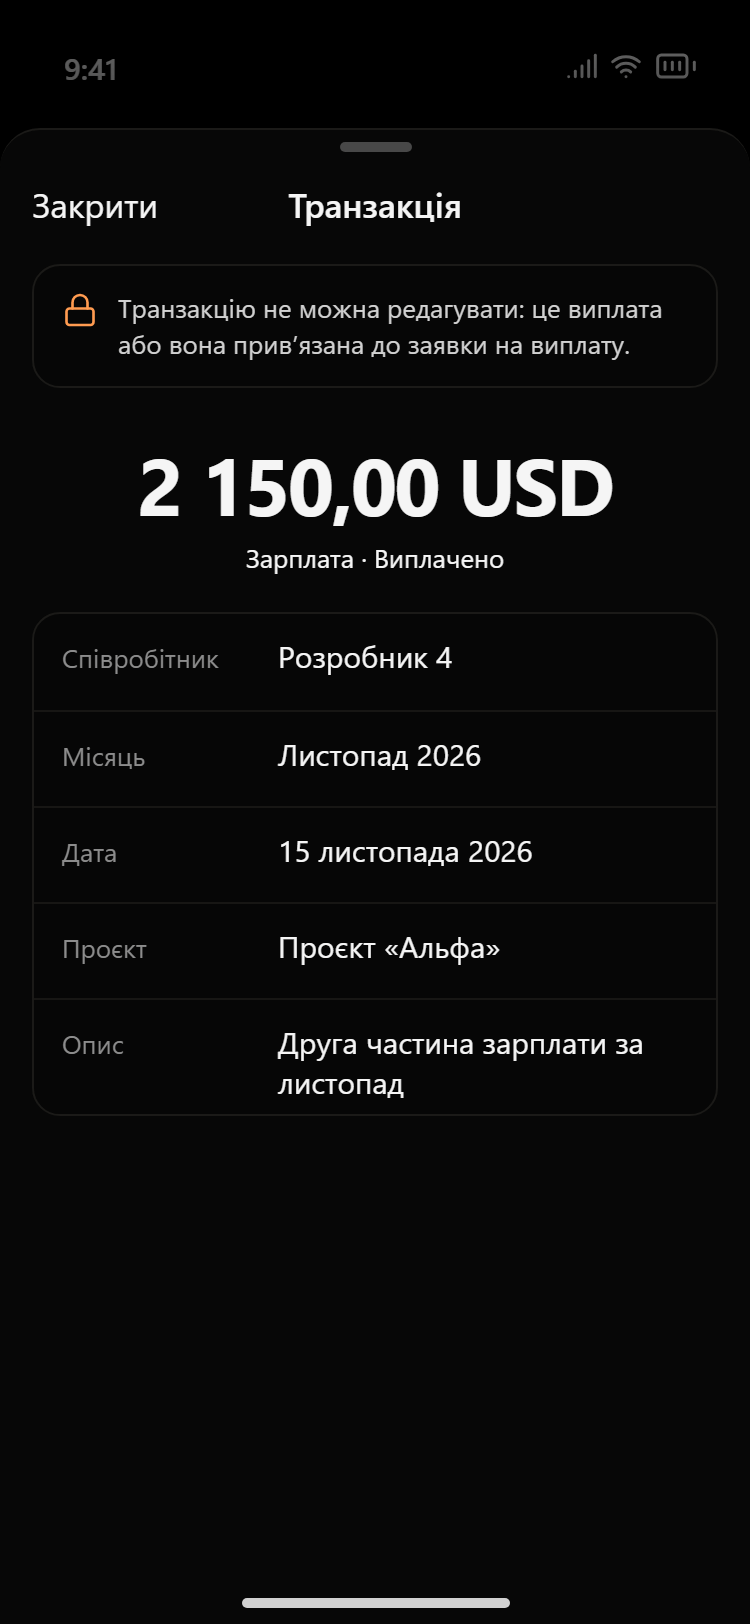 9:41
Закрити
Транзакція
Транзакцію не можна редагувати: це виплата
або вона прив’язана до заявки на виплату.
2 150,00 USD
Зарплата · Виплачено
Співробітник
Розробник 4
Місяць
Листопад 2026
Дата
15 листопада 2026
Проєкт
Проєкт «Альфа»
Опис
Друга частина зарплати за
листопад